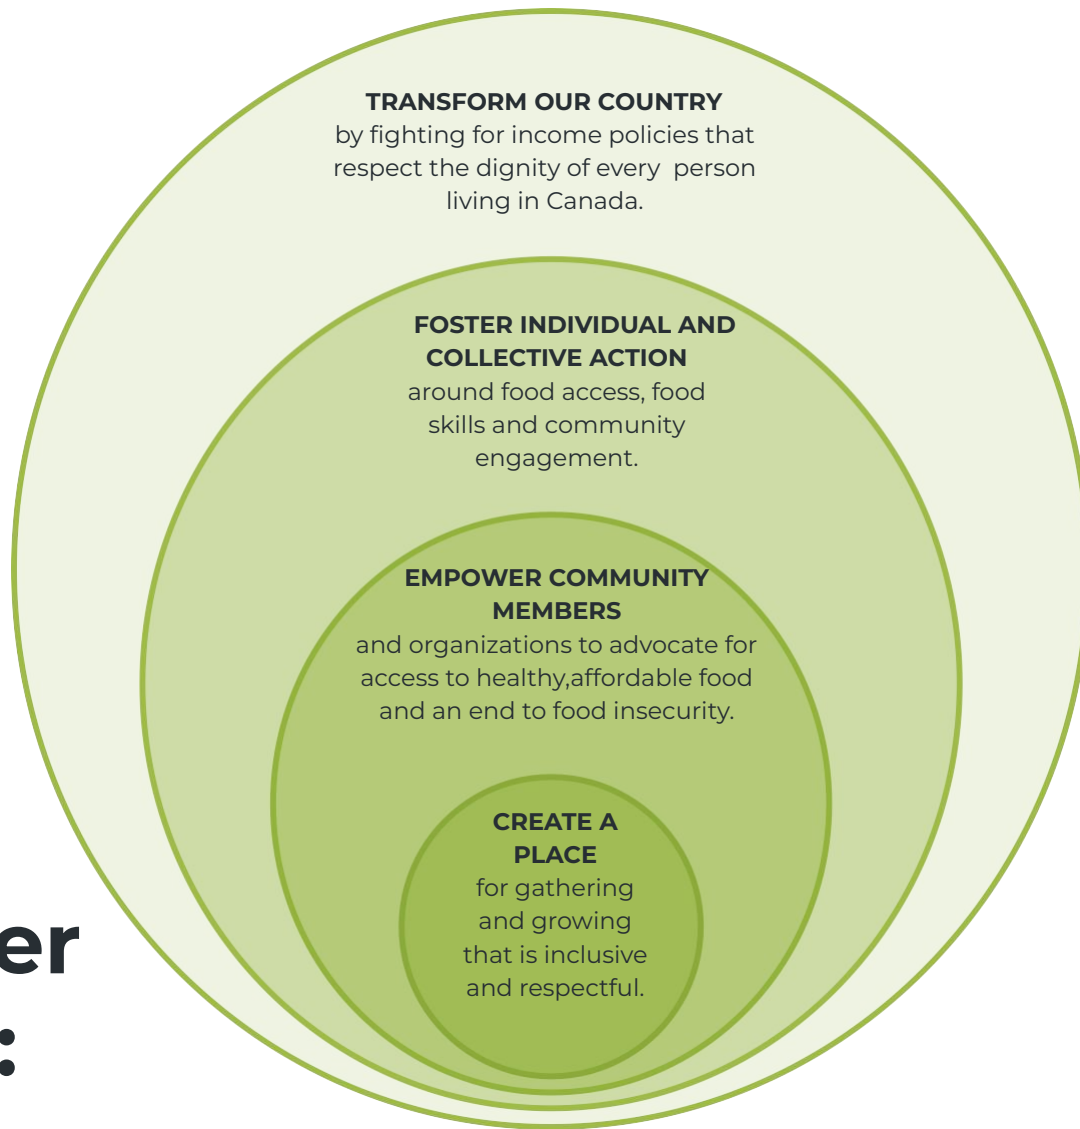 TRANSFORM OUR COUNTRY
by fighting for income policies that
respect the dignity of every  person
living in Canada.
FOSTER INDIVIDUAL AND
COLLECTIVE ACTION
around food access, food
skills and community
engagement.
EMPOWER COMMUNITY
MEMBERS
and organizations to advocate for
access to healthy,affordable food
and an end to food insecurity.
CREATE A
PLACE
for gathering
and growing
that is inclusive
and respectful.
er
: